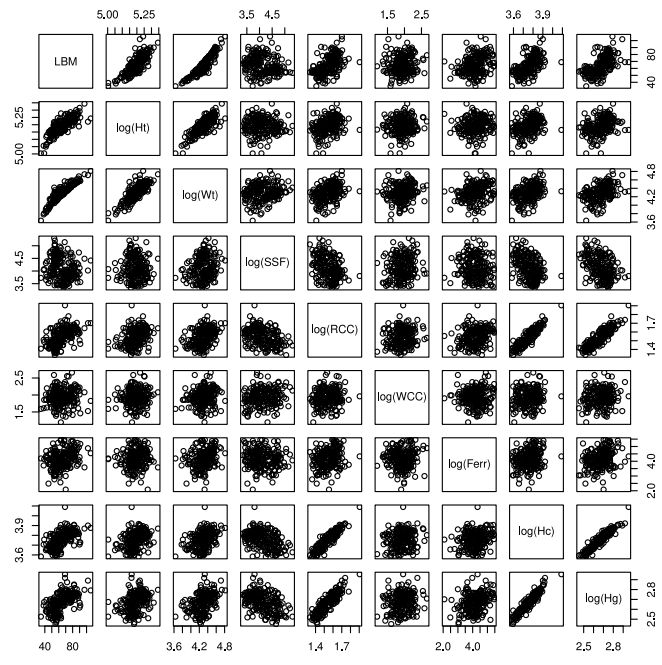 5.00 5.25
3.5 4.5
1.5 2.5
3.6 3.9
LBM
40 80
5.00 5.25
log(Ht)
log(Wt)
3.6 4.2 4.8
3.5 4.5
log(SSF)
log(RCC)
1.4 1.7
1.5 2.5
log(WCC)
log(Ferr)
2.0 4.0
3.6 3.9
log(Hc)
log(Hg)
2.5 2.8
40 80
3.6 4.2 4.8
1.4 1.7
2.0 4.0
2.5 2.8